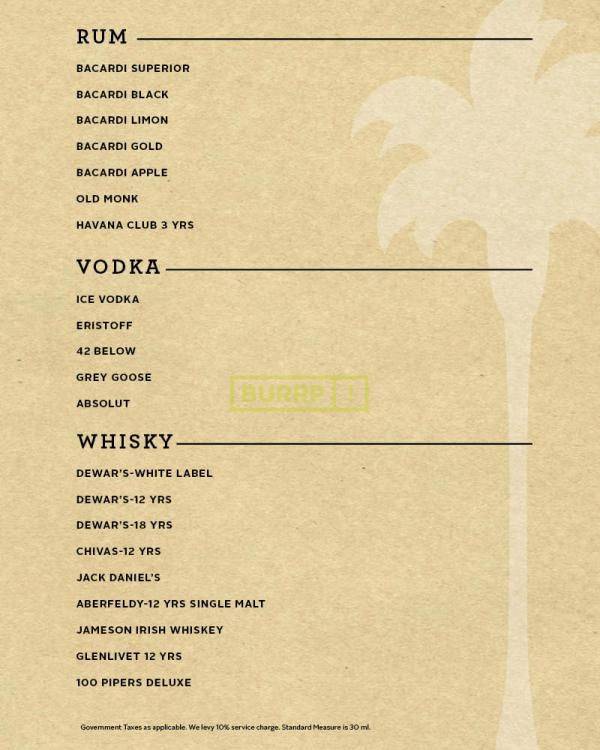 RUM
BACARDI SUPERIOR
BACARDI BLACK
BACARDI LIMON
BACARDI GOLD
BACARDI APPLE
OLD MONK
HAVANA CLUB 3 YRS
VODKA
ICE VODKA
ERISTOFF
42 BELOW
GREY GOOSE
BURRP !
ABSOLUT
WHISKY
DEWAR'S-WHITE LABEL
DEWAR'S-12 YRS
DEWAR'S-18 YRS
CHIVAS-12 YRS
JACK DANIEL'S
ABERFELDY-12 YRS SINGLE MALT
JAMESON IRISH WHISKEY
GLENLIVET 12 YRS
100 PIPERS DELUXE
Government Taxes as applicable. We levy 10% service charge. Standard Measure is 30 ml.